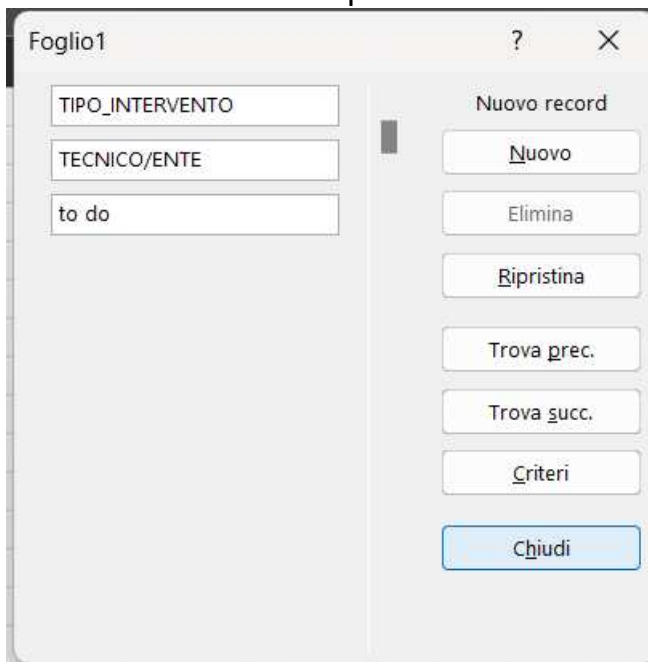 Foglio1
?
TIPO_INTERVENTO
TECNICO/ENTE
to do
Nuovo record
Nuovo
Elimina
Ripristina
Trova prec.
Trova succ.
Criteri
Chiudi